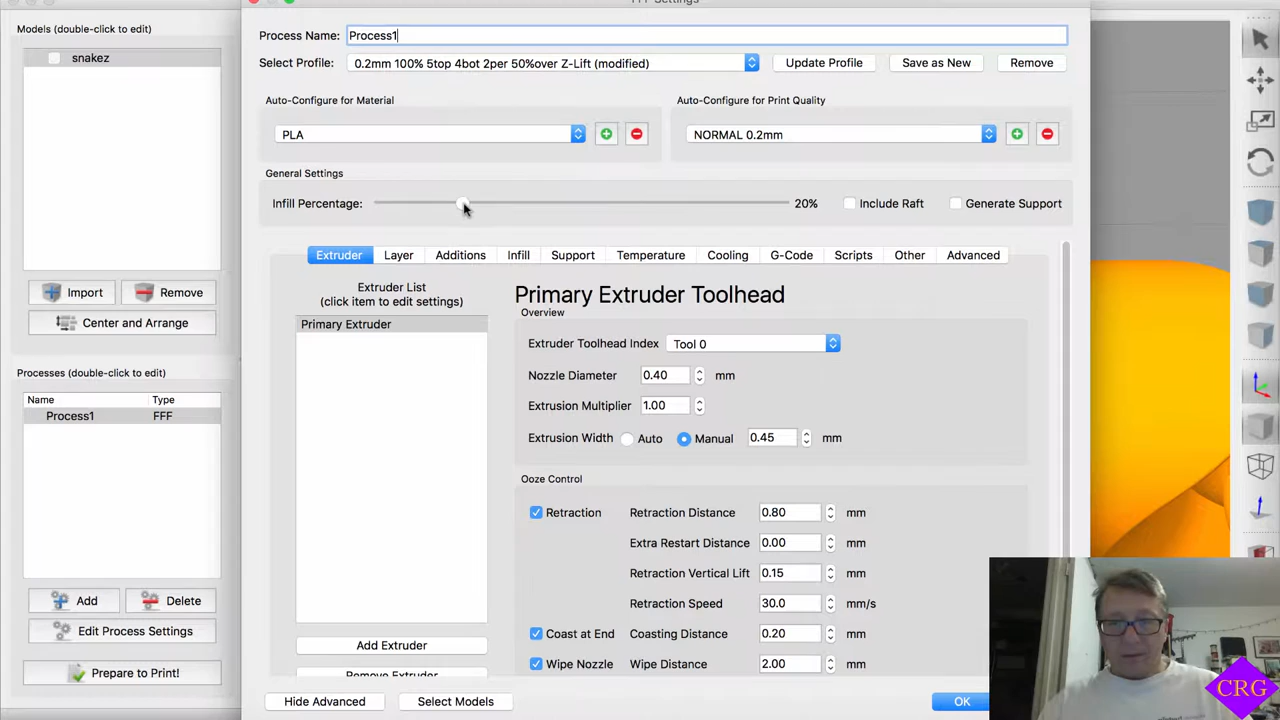 FFF Settings
Models (double-click to edit)
snakez
Import
Remove
Center and Arrange
Processes (double-click to edit)
Name Type
Process1 FFF
Add
Delete
Edit Process Settings
Prepare to Print!
Process Name: Process1
Select Profile: 0.2mm 100% 5top 4bot 2per 50%over Z-Lift (modified) Update Profile Save as New Remove
Auto-Configure for Material
PLA
Auto-Configure for Print Quality
NORMAL 0.2mm
General Settings
Infill Percentage: 20% Include Raft Generate Support
Extruder Layer Additions Infill Support Temperature Cooling G-Code Scripts Other Advanced
Extruder List
(click item to edit settings)
Primary Extruder
Add Extruder
Remove Extruder
Primary Extruder Toolhead
Overview
Extruder Toolhead Index Tool 0
Nozzle Diameter 0.40 mm
Extrusion Multiplier 1.00
Extrusion Width Auto Manual 0.45 mm
Ooze Control
Retraction Retraction Distance 0.80 mm
Extra Restart Distance 0.00 mm
Retraction Vertical Lift 0.15 mm
Retraction Speed 30.0 mm/s
Coast at End Coasting Distance 0.20 mm
Wipe Nozzle Wipe Distance 2.00 mm
Hide Advanced Select Models OK
CRG